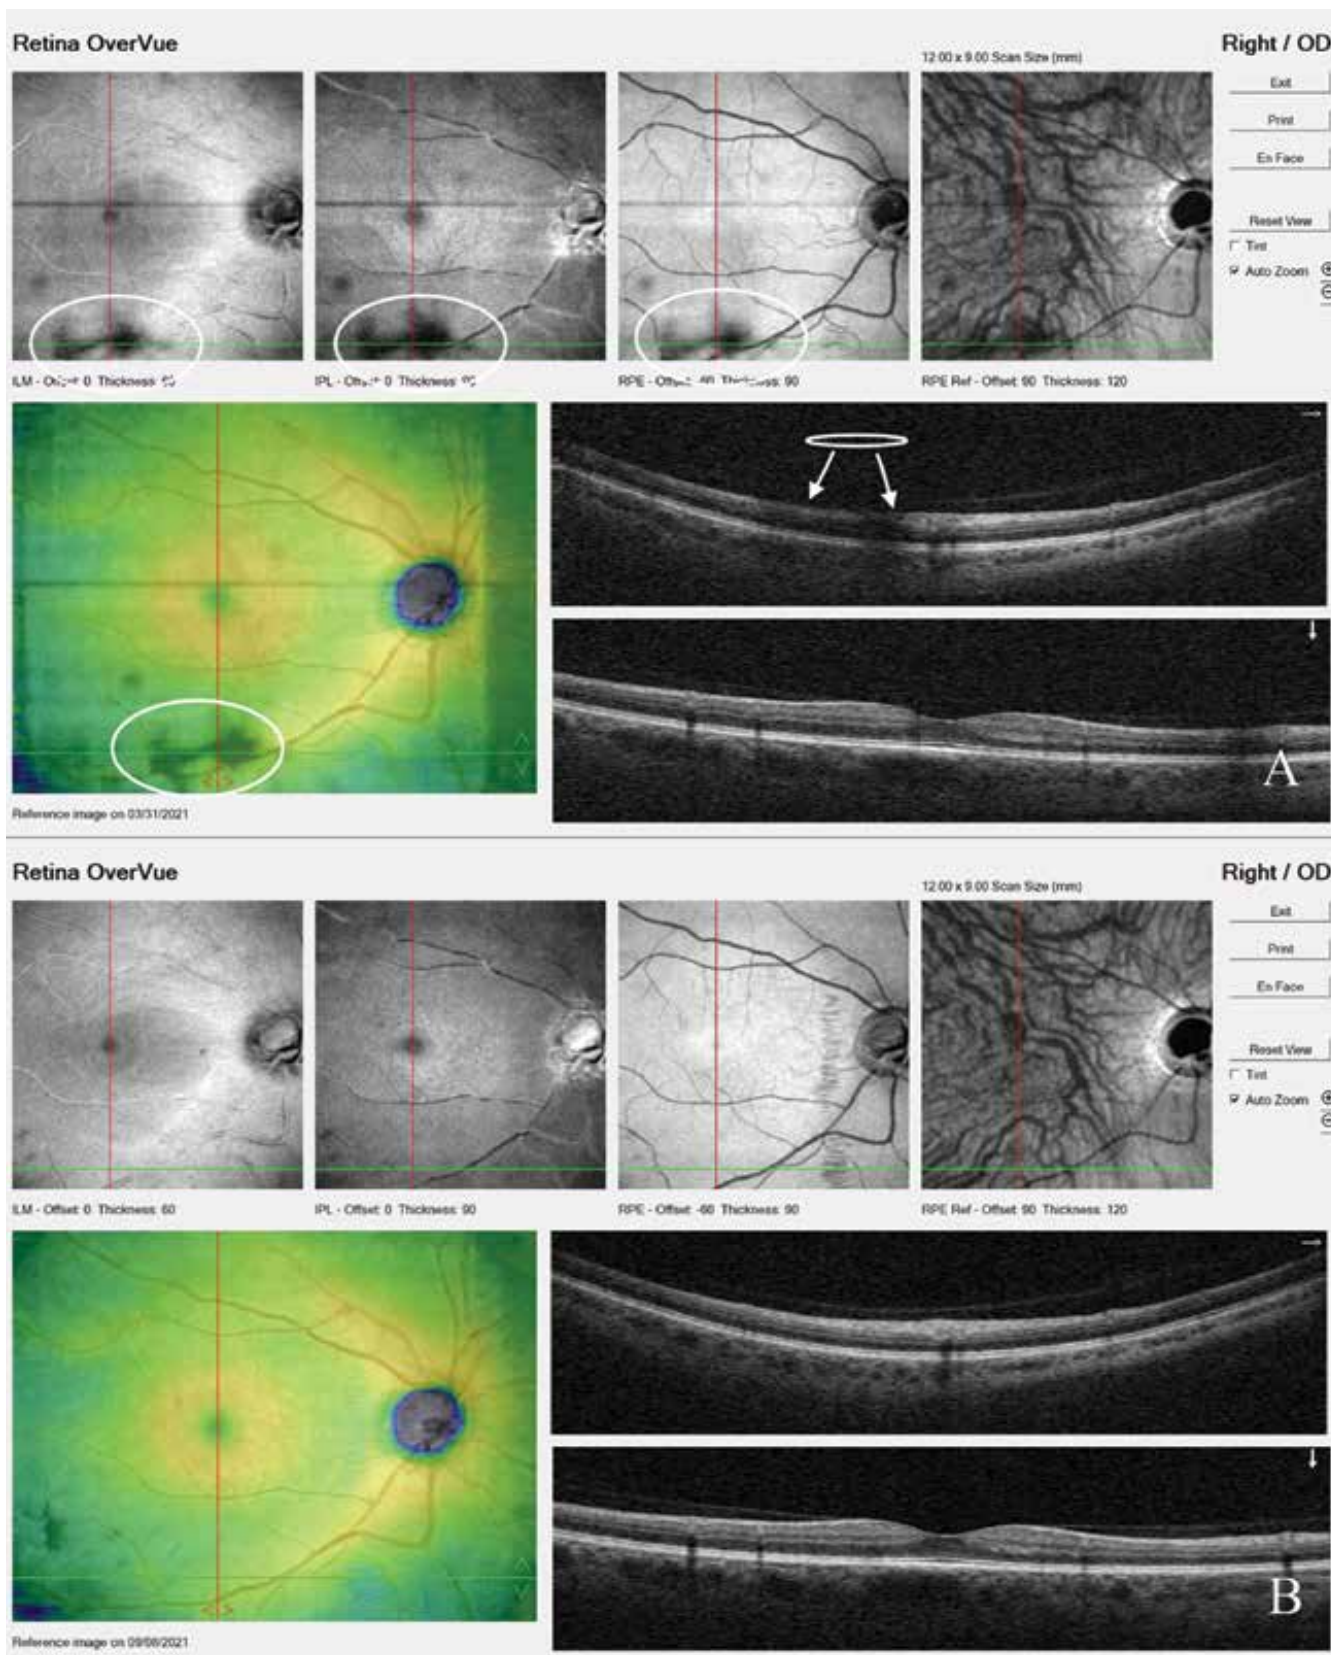 Retina OverVue
Right / OD
12.00 x 9.00 Scan Size (mm)
Exit
Print
En Face
Reset View
Tint
Auto Zoom
ILM - Offset: 0 Thickness:
IPL - Offset: 0 Thickness:
RPE - Offset: -60 Thickness: 90
RPE Ref - Offset: 90 Thickness: 120
A
Reference image on 03/31/2021
Retina OverVue
Right / OD
12.00 x 9.00 Scan Size (mm)
Exit
Print
En Face
Reset View
Tint
Auto Zoom
ILM - Offset: 0 Thickness: 60
IPL - Offset: 0 Thickness: 90
RPE - Offset: -60 Thickness: 90
RPE Ref - Offset: 90 Thickness: 120
B
Reference image on 09/08/2021